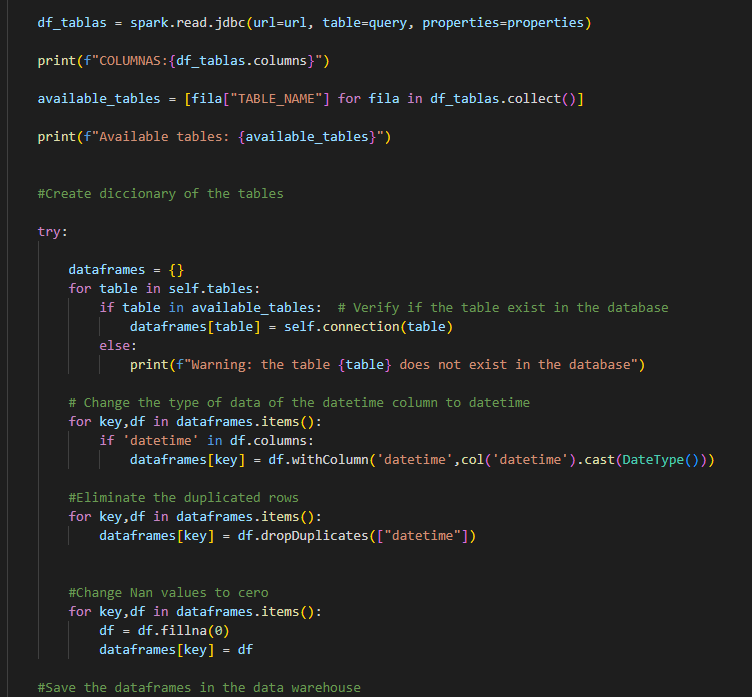 df_tablas = spark.read.jdbc(url=url, table=query, properties=properties)
print(f"COLUMNAS:{df_tablas.columns}")
available_tables = [fila["TABLE_NAME"] for fila in df_tablas.collect()]
print(f"Available tables: {available_tables}")
#Create diccionary of the tables
try:
dataframes = {}
for table in self.tables:
if table in available_tables:  # Verify if the table exist in the database
dataframes[table] = self.connection(table)
else:
print(f"Warning: the table {table} does not exist in the database")
# Change the type of data of the datetime column to datetime
for key,df in dataframes.items():
if 'datetime' in df.columns:
dataframes[key] = df.withColumn('datetime',col('datetime').cast(DateType()))
#Eliminate the duplicated rows
for key,df in dataframes.items():
dataframes[key] = df.dropDuplicates(["datetime"])
#Change Nan values to cero
for key,df in dataframes.items():
df = df.fillna(0)
dataframes[key] = df
#Save the dataframes in the data warehouse